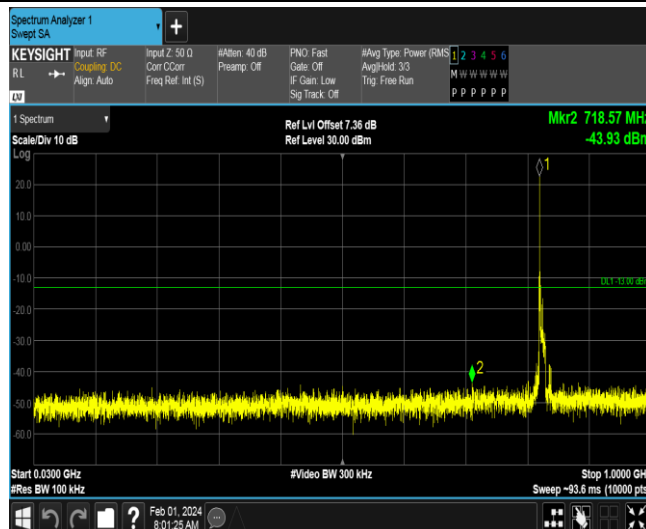 Spectrum Analyzer 1
Swept SA
KEYSIGHT
RL
LXI
Input: RF
Coupling: DC
Align: Auto
Input Z: 50 Ω
Corr CCorr
Freq Ref: Int (S)
#Atten: 40 dB
Preamp: Off
PNO: Fast
Gate: Off
IF Gain: Low
Sig Track: Off
#Avg Type: Power (RMS
Avg|Hold: 3/3
Trig: Free Run
1 2 3 4 5 6
M W W W W W
P P P P P P
1 Spectrum
Scale/Div 10 dB
Log
Ref Lvl Offset 7.36 dB
Ref Level 30.00 dBm
Mkr2 718.57 MHz
-43.93 dBm
1
20.0
10.0
0.00
-10.0
DL1 -13.00 dBm
-20.0
-30.0
-40.0
2
-50.0
-60.0
Start 0.0300 GHz
#Res BW 100 kHz
#Video BW 300 kHz
Stop 1.0000 GH
Sweep ~93.6 ms (10000 pts
?
Feb 01, 2024
8:01:25 AM